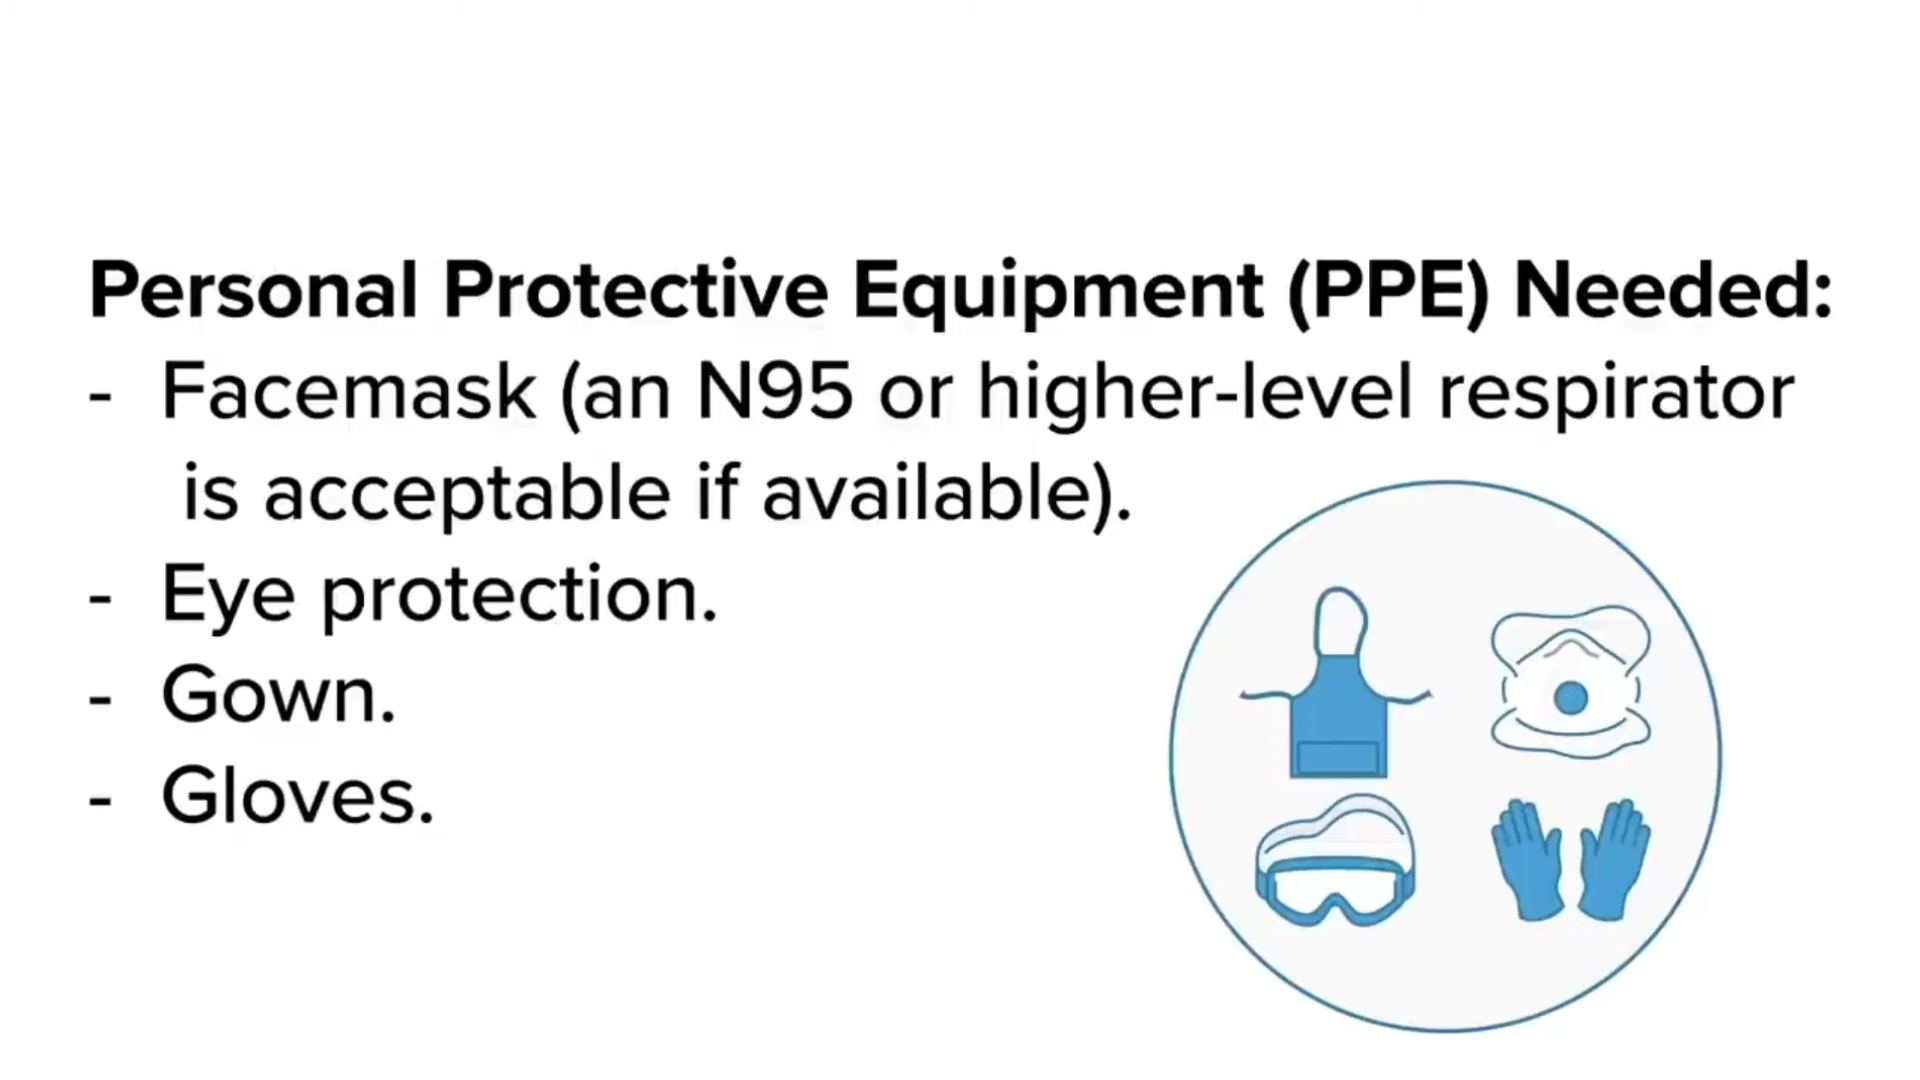 Personal Protective Equipment (PPE) Needed:
- Facemask (an N95 or higher-level respirator
is acceptable if available).
- Eye protection.
- Gown.
- Gloves.